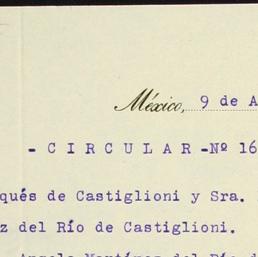 México, 9 de A
- C I R C U L A R -Nº 16
qués de Castiglioni y Sra.
z del Río de Castiglioni.